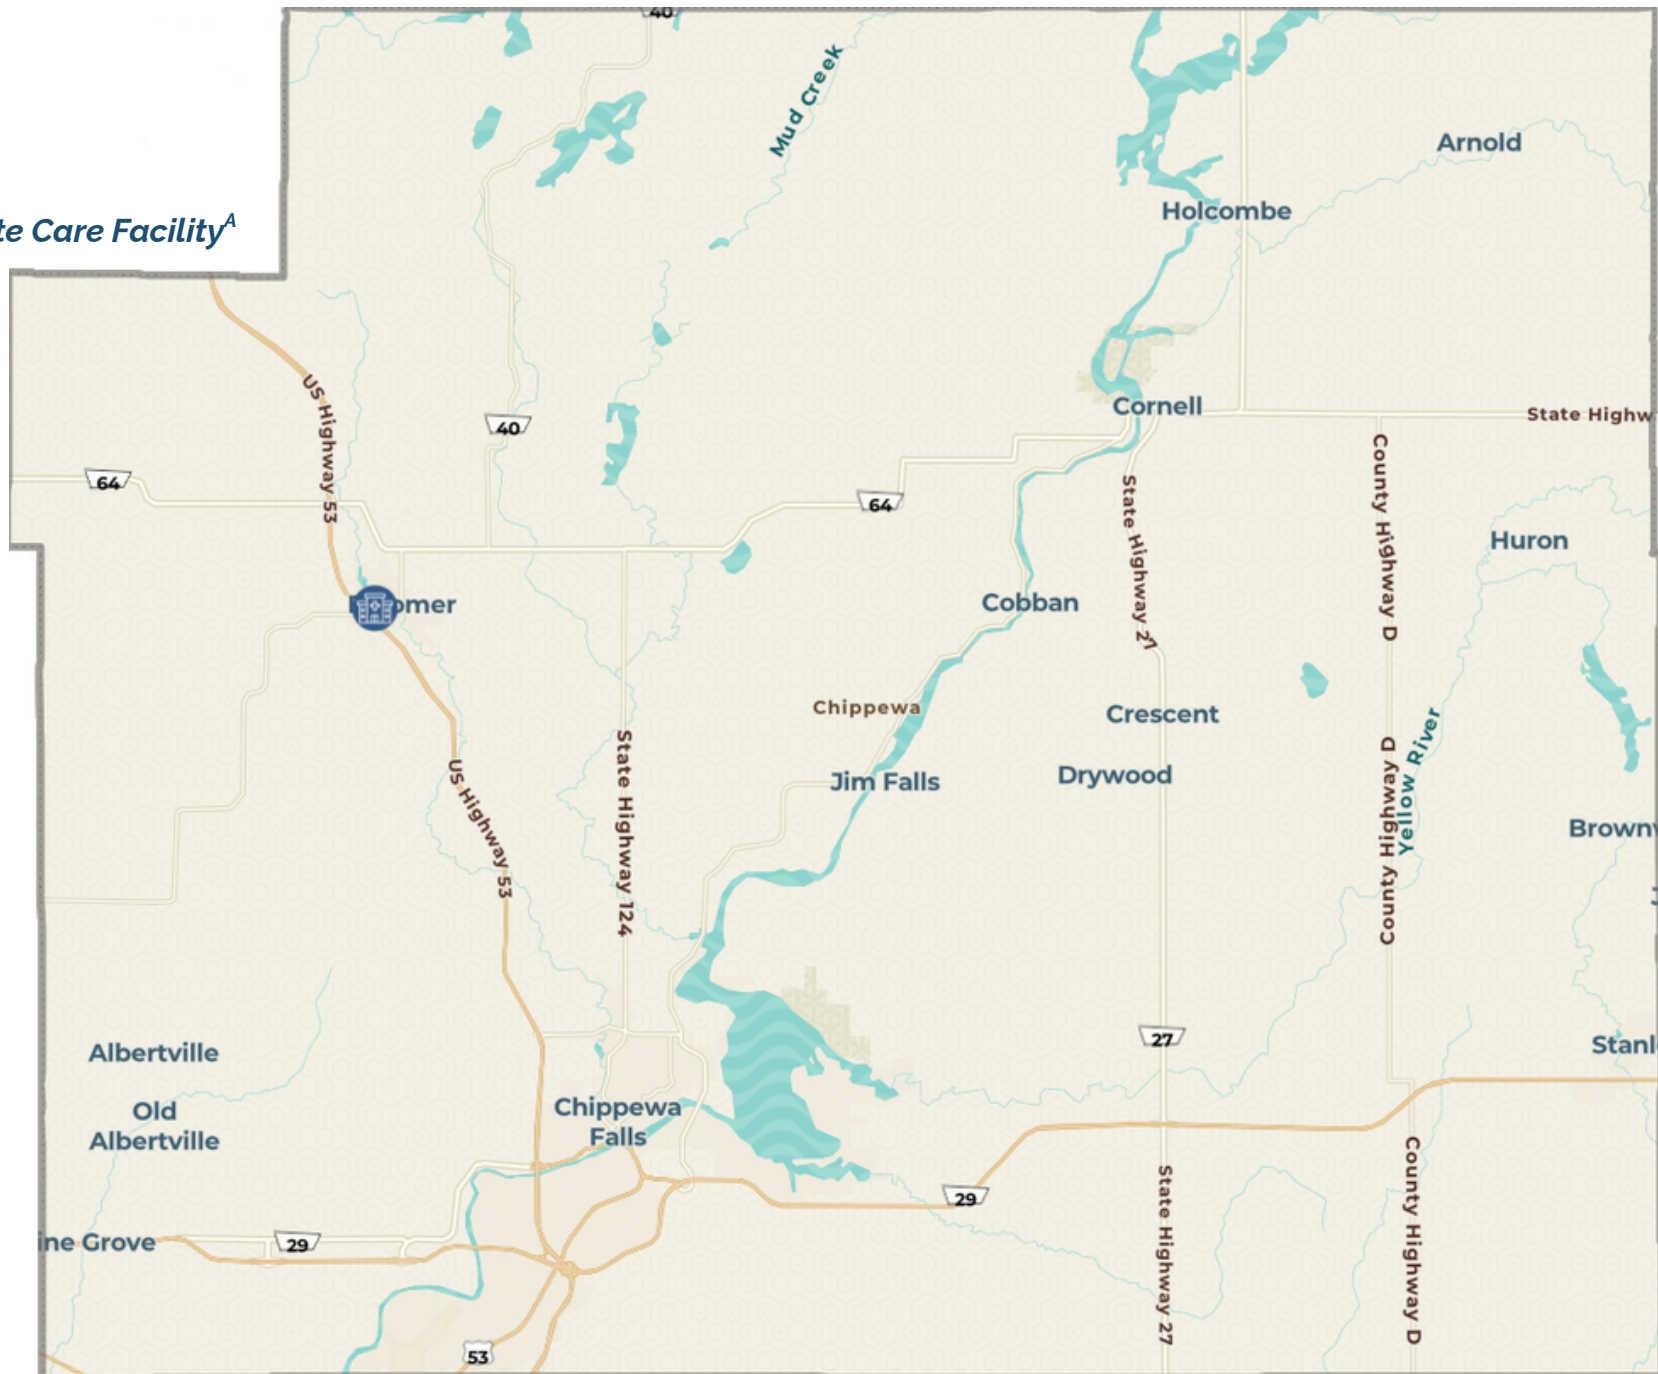 40
Mud Creek
Arnold
te Care Facility^A
Holcombe
US Highway 53
40
Cornell
State Highw
64
64
County Highway D
State Highway 27
Huron
omer
Cobban
Chippewa
Crescent
Yellow River
State Highway 124
US Highway 53
Jim Falls
Drywood
County Highway D
Brownv
27
Albertville
Stanl
Old
Albertville
Chippewa
Falls
29
State Highway 27
County Highway D
ine Grove
29
53